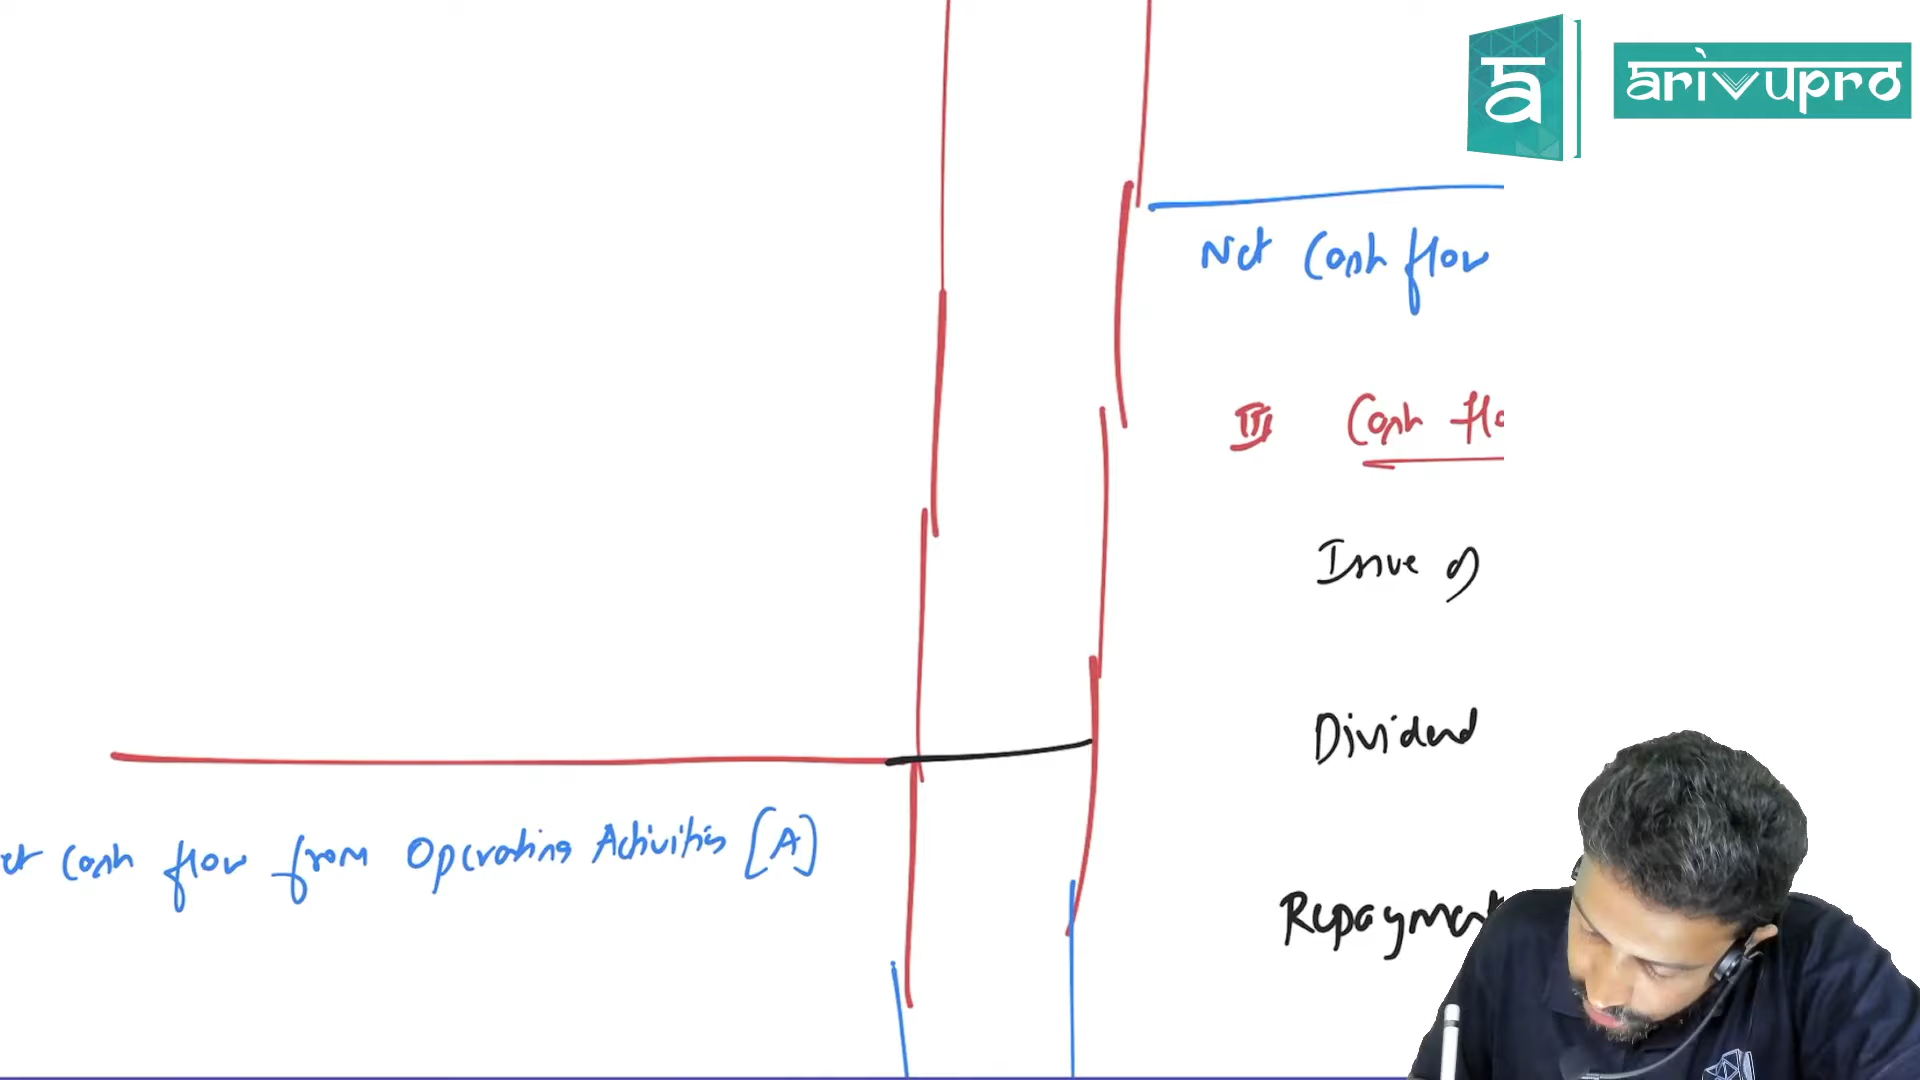 a
arivupro
Net Cash flow
III Cash flo
Issue of
Dividend
Repayment
et Cash flow from Operating Activities [A]